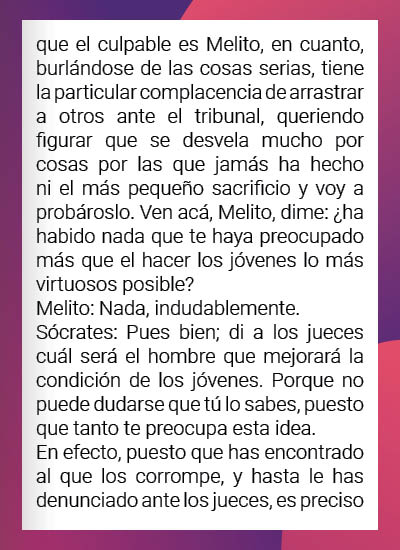 que el culpable es Melito, en cuanto,
burlándose de las cosas serias, tiene
la particular complacencia de arrastrar
a otros ante el tribunal, queriendo
figurar que se desvela mucho por
cosas por las que jamás ha hecho
ni el más pequeño sacrificio y voy a
probároslo. Ven acá, Melito, dime: ¿ha
habido nada que te haya preocupado
más que el hacer los jóvenes lo más
virtuosos posible?
Melito: Nada, indudablemente.
Sócrates: Pues bien; di a los jueces
cuál será el hombre que mejorará la
condición de los jóvenes. Porque no
puede dudarse que tú lo sabes, puesto
que tanto te preocupa esta idea.
En efecto, puesto que has encontrado
al que los corrompe, y hasta le has
denunciado ante los jueces, es preciso